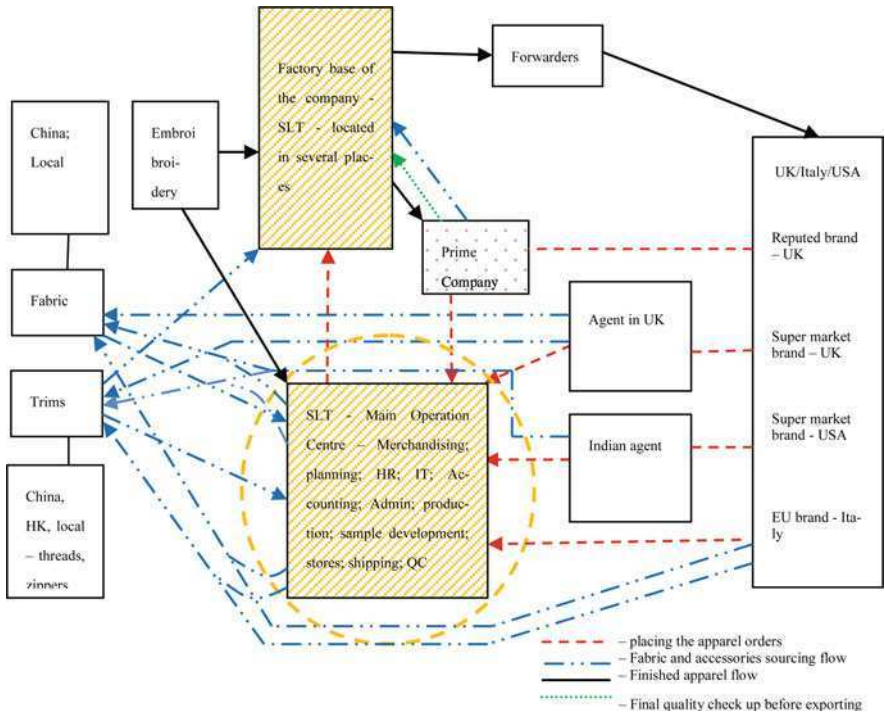 Factory base of
the company -
SLT - located
in several plac-
es
Forwarders
China;
Local
Embroi
broi-
dery
UK/Italy/USA
Reputed brand
– UK
Prime
Company
Fabric
Agent in UK
Super market
brand – UK
Trims
SLT - Main Operation
Centre – Merchandising;
planning; HR; IT; Ac-
counting; Admin; produc-
tion; sample development;
stores; shipping; QC
Indian agent
Super market
brand - USA
China,
HK, local
– threads,
zippers
EU brand - Ita-
ly
– placing the apparel orders
– Fabric and accessories sourcing flow
– Finished apparel flow
– Final quality check up before exporting